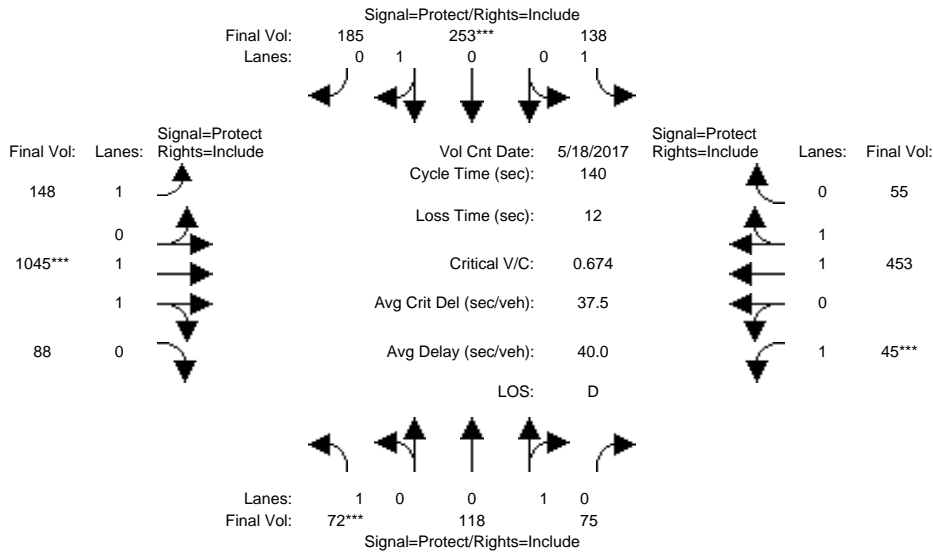 Signal=Protect/Rights=Include
Final Vol: 185 253*** 138
Lanes: 0 1 0 0 1
Signal=Protect
Final Vol: Lanes: Rights=Include
Vol Cnt Date: 5/18/2017
Signal=Protect
Rights=Include Lanes: Final Vol:
Cycle Time (sec): 140
148 1
0 55
Loss Time (sec): 12
0
1
1045*** 1
Critical V/C: 0.674
1 453
1
Avg Crit Del (sec/veh): 37.5
0
88 0
Avg Delay (sec/veh): 40.0
1 45***
LOS: D
Lanes: 1 0 0 1 0
Final Vol: 72*** 118 75
Signal=Protect/Rights=Include